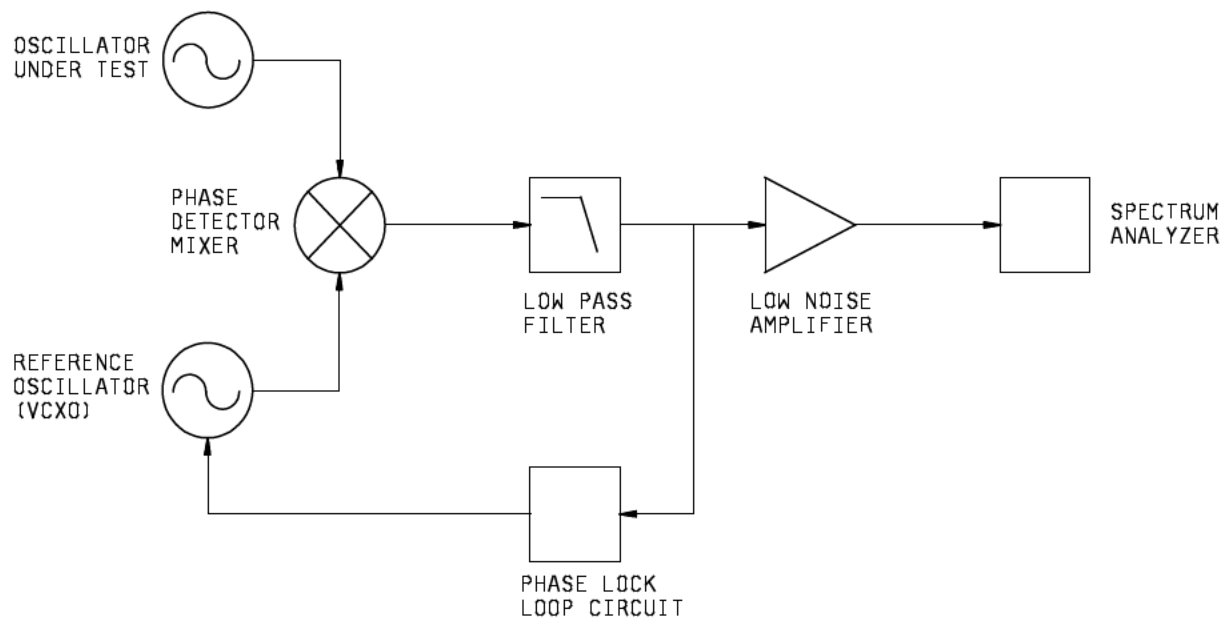 OSCILLATOR
UNDER TEST
PHASE
DETECTOR
MIXER
SPECTRUM
ANALYZER
LOW PASS
FILTER
LOW NOISE
AMPLIFIER
REFERENCE
OSCILLATOR
(VCXO)
PHASE LOCK
LOOP CIRCUIT